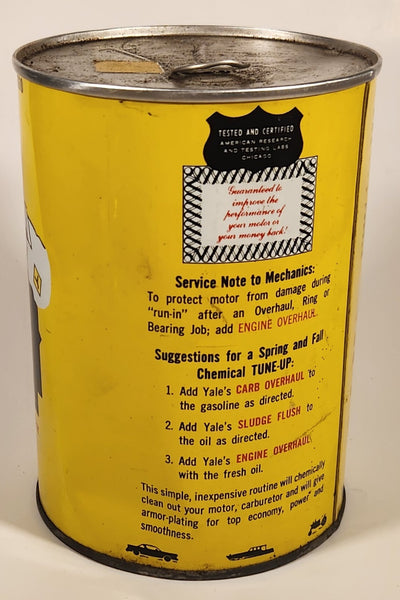 TESTED AND CERTIFIED
AMERICAN RESEARCH
AND TESTING LABS
CHICAGO
Guaranteed to
improve the
performance of
your motor or
your money back!
Service Note to Mechanics:
To protect motor from damage during
"run-in" after an Overhaul, Ring or
Bearing Job; add ENGINE OVERHAUL.
Suggestions for a Spring and Fall
Chemical TUNE-UP:
1. Add Yale's CARB OVERHAUL to
the gasoline as directed.
2. Add Yale's SLUDGE FLUSH to
the oil as directed.
3. Add Yale's ENGINE OVERHAUL
with the fresh oil.
This simple, inexpensive routine will chemically
clean out your motor, carburetor and will give
armor-plating for top economy, power and
smoothness.